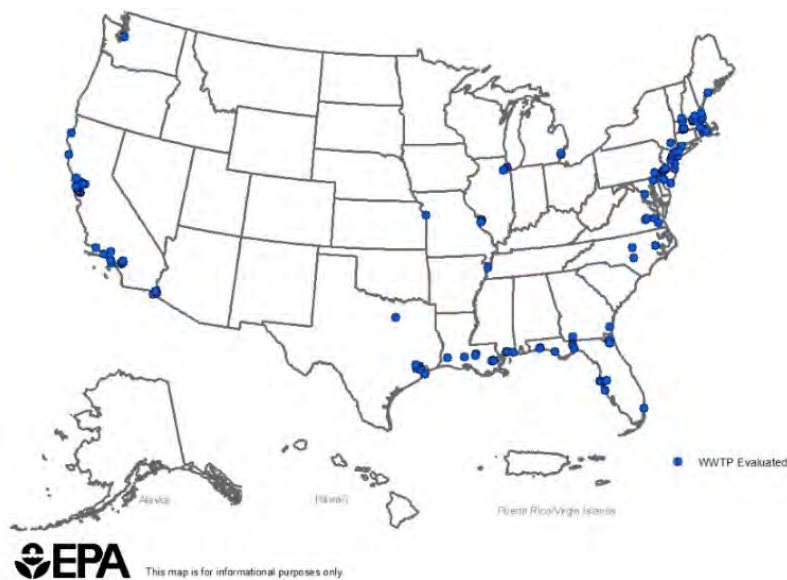 WWTP Evaluated
Alaska
Hawaii
Puerto Rico/Virgin Islands
EPA This map is for informational purposes only